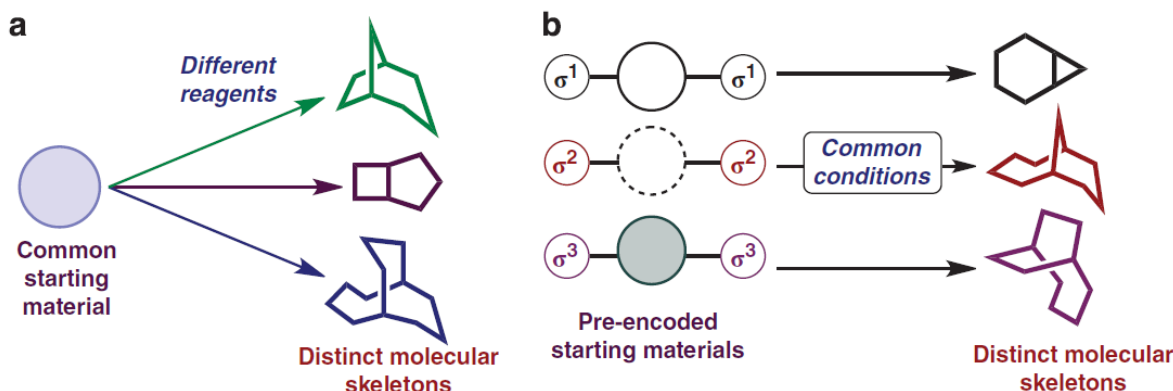 a
Different
reagents
Common
starting
material
Distinct molecular
skeletons
b
σ1 σ1
σ2 σ2
Common
conditions
σ3 σ3
Pre-encoded
starting materials
Distinct molecular
skeletons